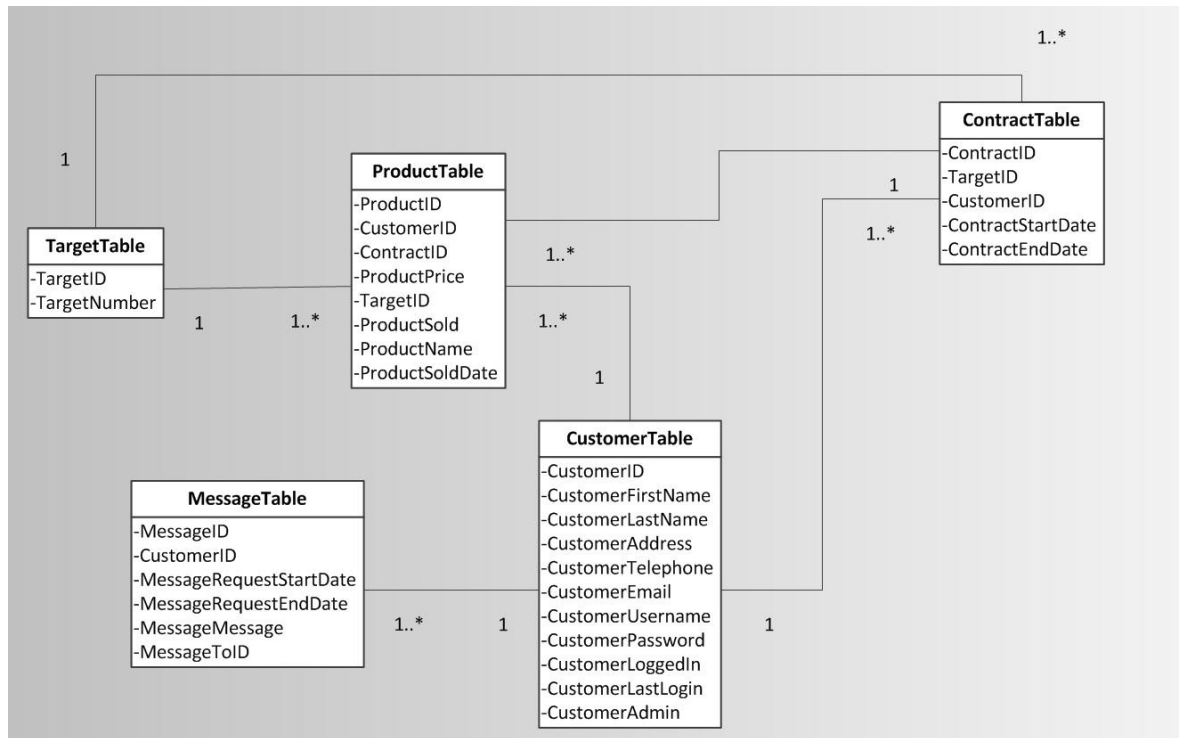 1..*
ContractTable
-ContractID
-TargetID
-CustomerID
-ContractStartDate
-ContractEndDate
1
ProductTable
-ProductID
-CustomerID
-ContractID
-ProductPrice
-TargetID
-ProductSold
-ProductName
-ProductSoldDate
1
1..*
1..*
TargetTable
-TargetID
-TargetNumber
1
1..*
1..*
1
CustomerTable
-CustomerID
-CustomerFirstName
-CustomerLastName
-CustomerAddress
-CustomerTelephone
-CustomerEmail
-CustomerUsername
-CustomerPassword
-CustomerLoggedIn
-CustomerLastLogin
-CustomerAdmin
MessageTable
-MessageID
-CustomerID
-MessageRequestStartDate
-MessageRequestEndDate
-MessageMessage
-MessageToID
1..*
1
1